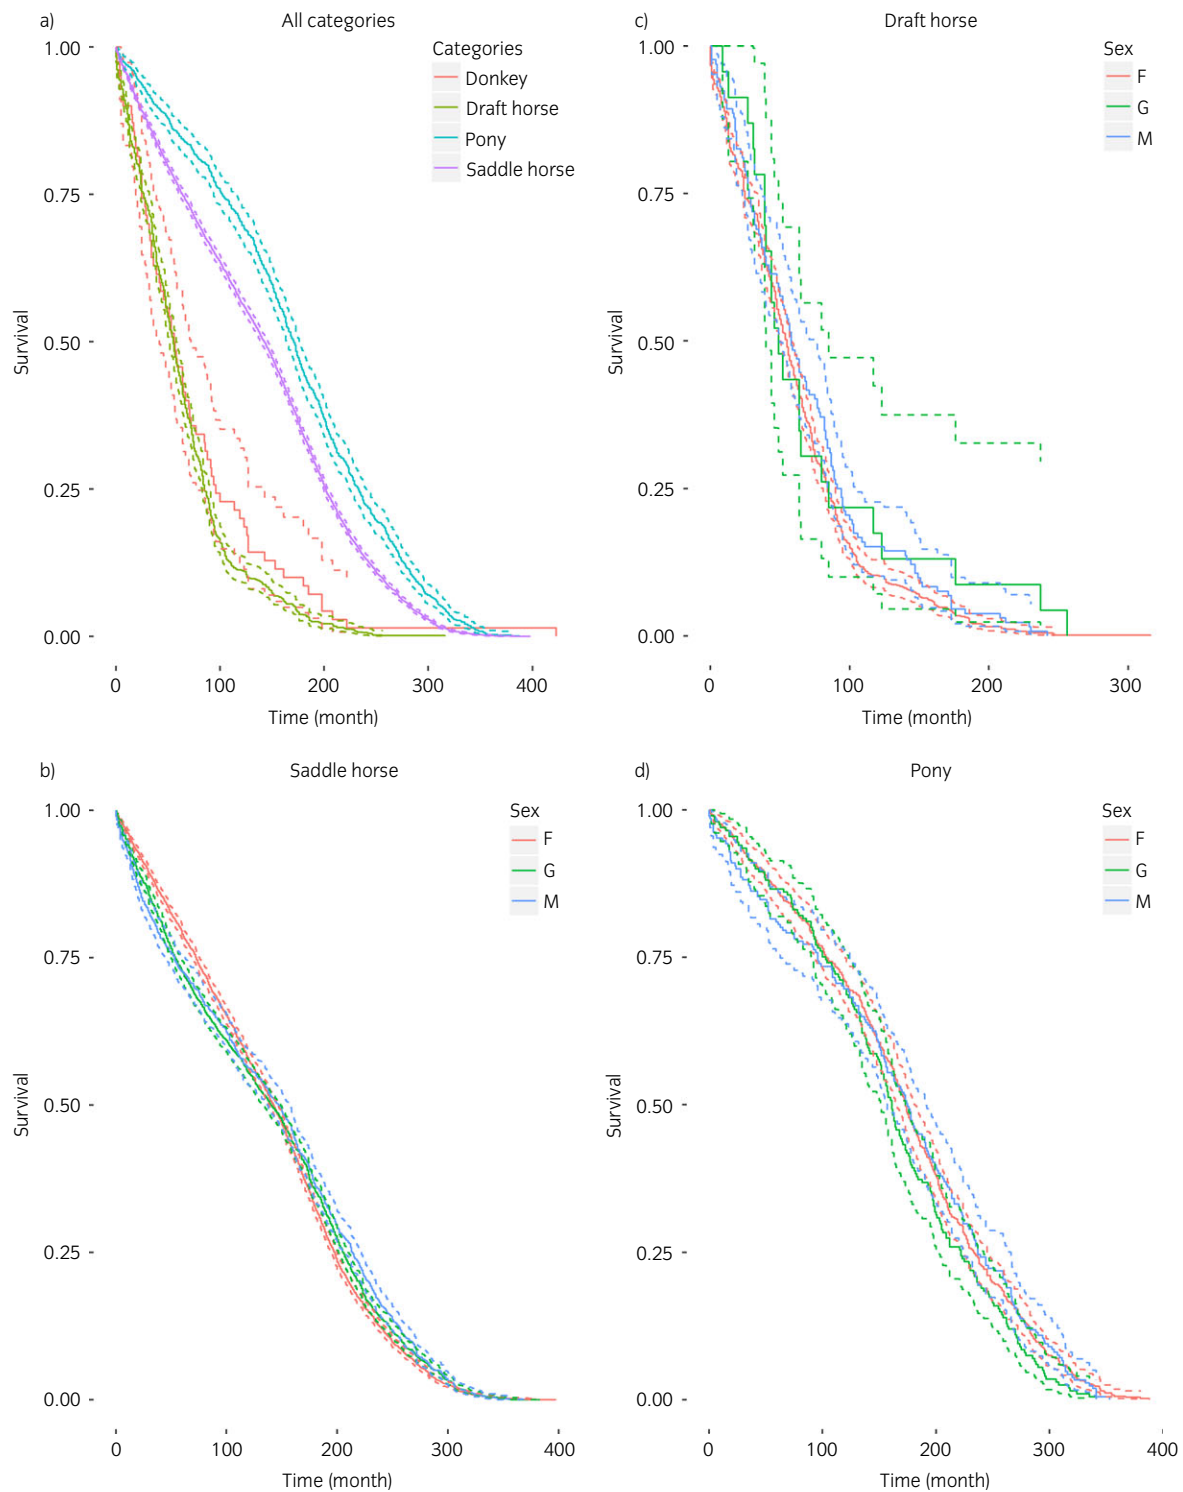 a)
All categories
Categories
Donkey
Draft horse
Pony
Saddle horse
1.00
0.75
0.50
0.25
0.00
Survival
0
100
200
300
400
Time (month)
c)
Draft horse
Sex
F
G
M
1.00
0.75
0.50
0.25
0.00
Survival
0
100
200
300
Time (month)
b)
Saddle horse
Sex
F
G
M
1.00
0.75
0.50
0.25
0.00
Survival
0
100
200
300
400
Time (month)
d)
Pony
Sex
F
G
M
1.00
0.75
0.50
0.25
0.00
Survival
0
100
200
300
400
Time (month)